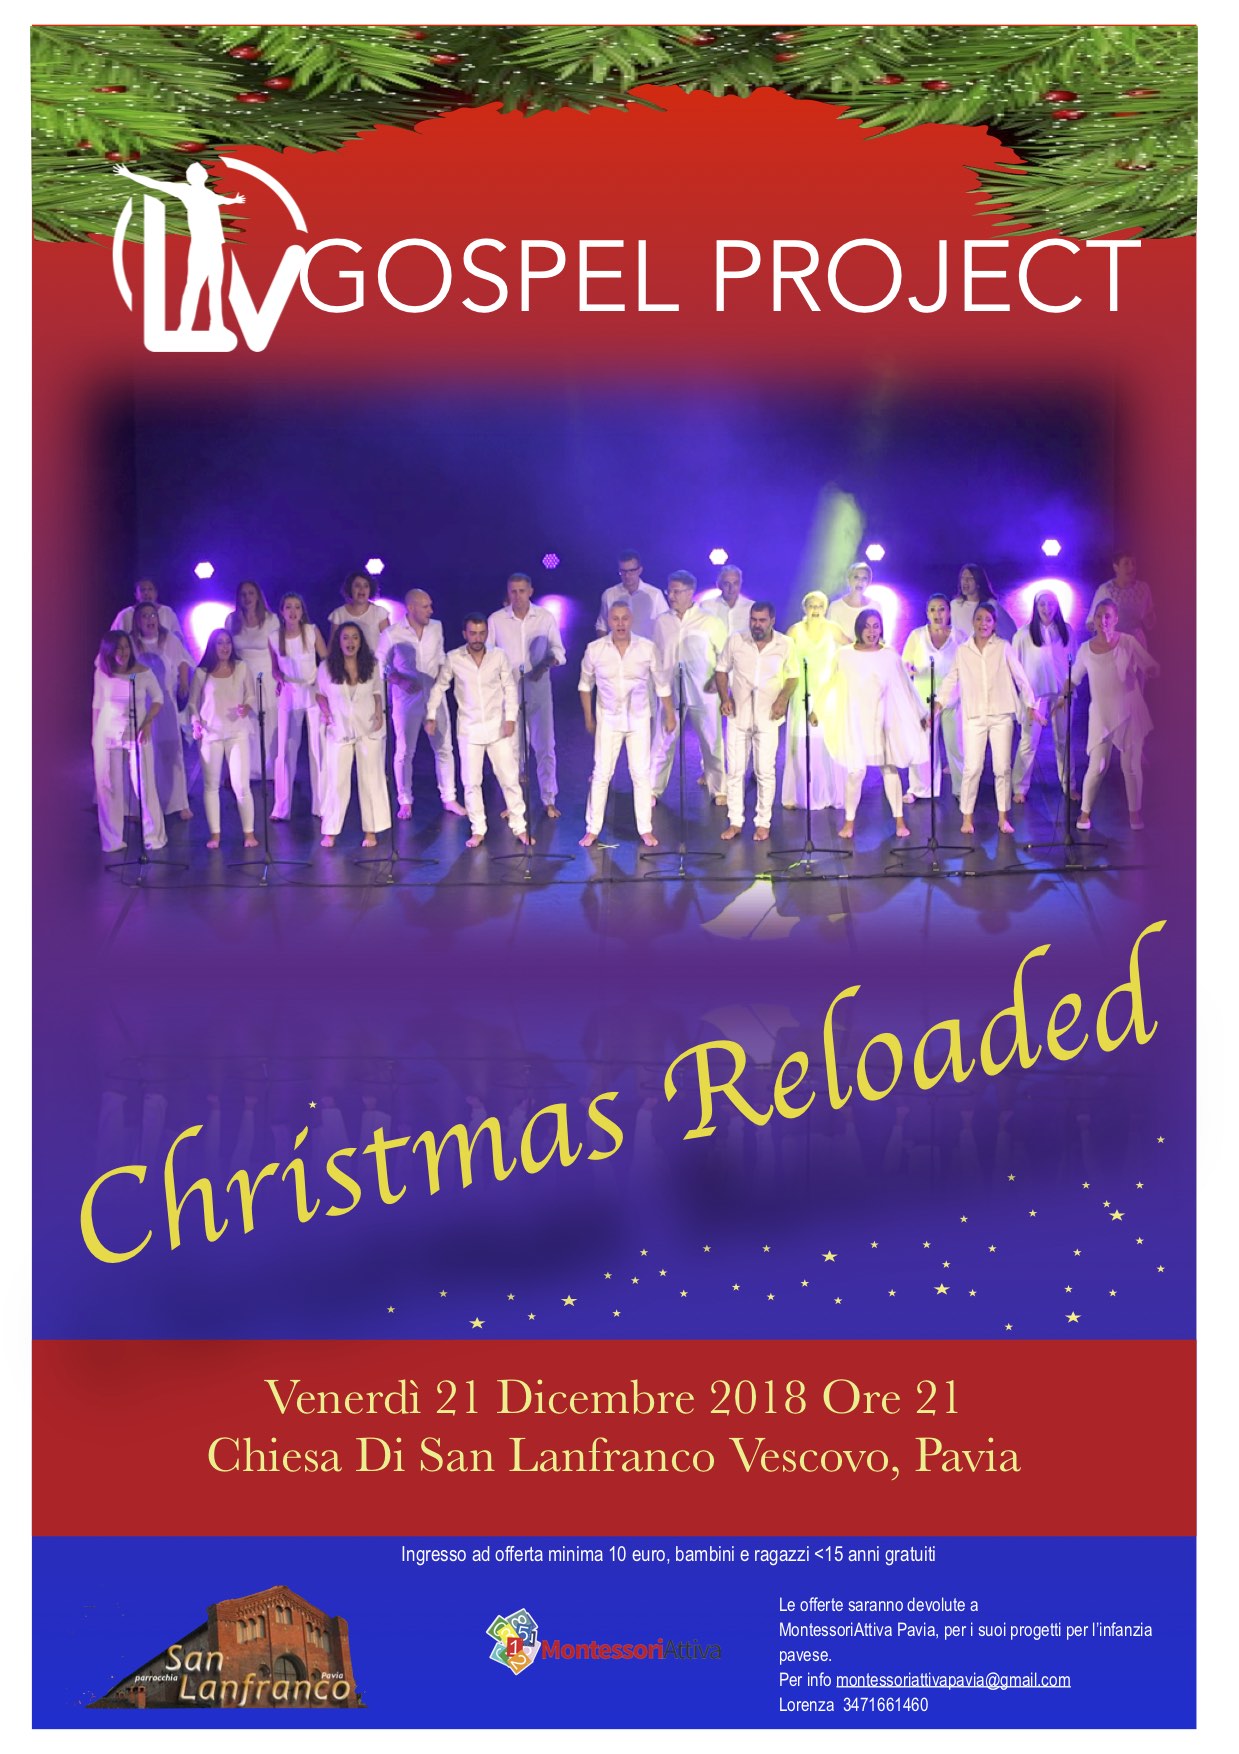 LV GOSPEL PROJECT
Christmas Reloaded
Venerdì 21 Dicembre 2018 Ore 21
Chiesa Di San Lanfranco Vescovo, Pavia
Ingresso ad offerta minima 10 euro, bambini e ragazzi <15 anni gratuiti
San
parrocchia Pavia
Lanfranco
1 MontessoriAttiva
Le offerte saranno devolute a
MontessoriAttiva Pavia, per i suoi progetti per l'infanzia
pavese.
Per info montessoriattivapavia@gmail.com
Lorenza 3471661460